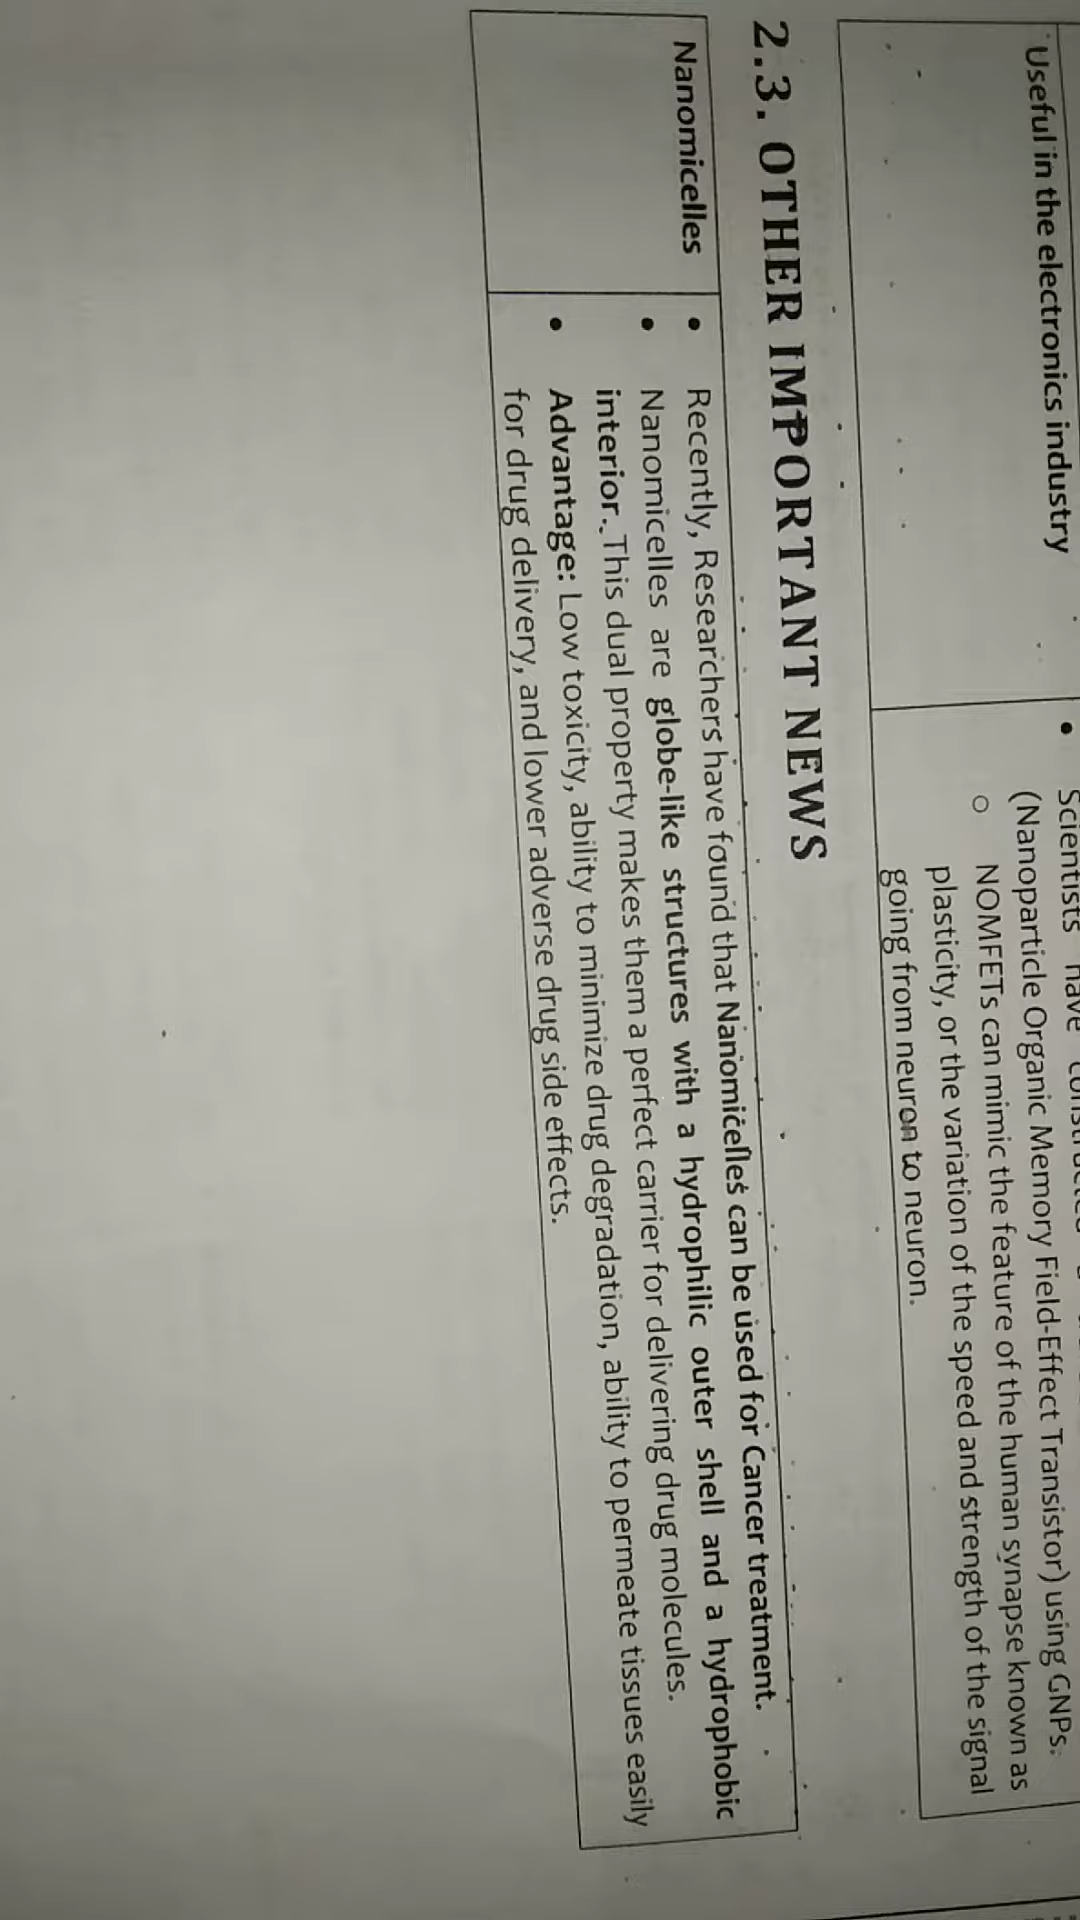 Useful in the electronics industry
• Scientists have constructed
(Nanoparticle Organic Memory Field-Effect Transistor) using GNPs.
○ NOMFETs can mimic the feature of the human synapse known as
plasticity, or the variation of the speed and strength of the signal
going from neuron to neuron.
2.3. OTHER IMPORTANT NEWS
Nanomicelles
• Recently, Researchers have found that Nanomicelles can be used for Cancer treatment.
• Nanomicelles are globe-like structures with a hydrophilic outer shell and a hydrophobic
interior. This dual property makes them a perfect carrier for delivering drug molecules.
• Advantage: Low toxicity, ability to minimize drug degradation, ability to permeate tissues easily
for drug delivery, and lower adverse drug side effects.